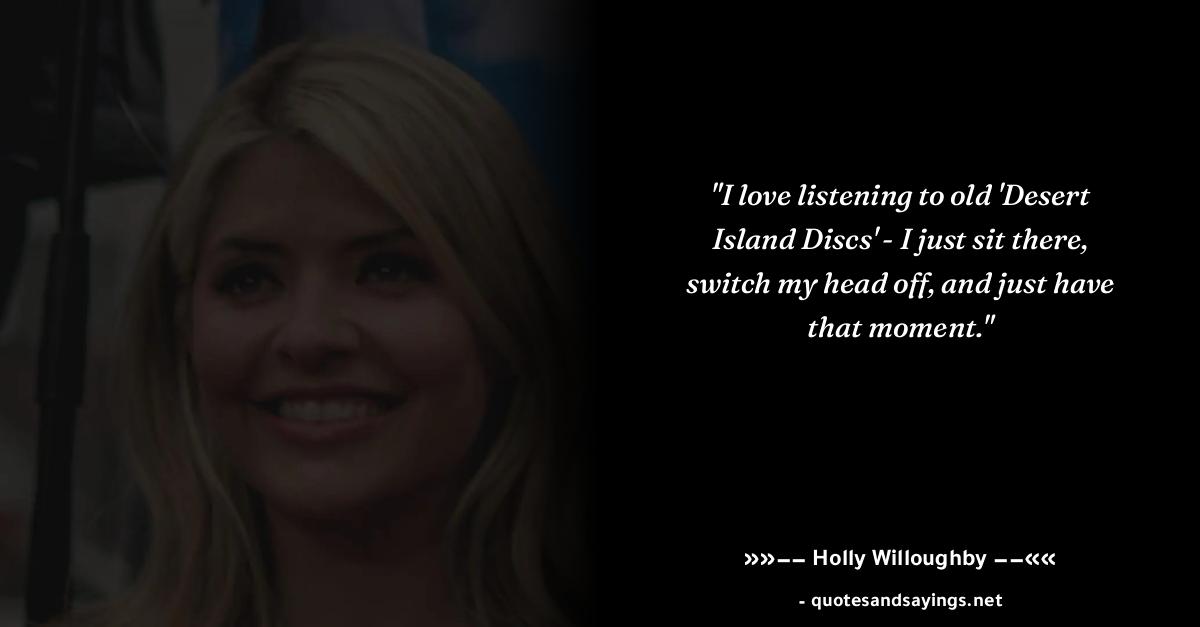 "I love listening to old 'Desert
Island Discs' - I just sit there,
switch my head off, and just have
that moment."
»»−− Holly Willoughby −−««
- quotesandsayings.net